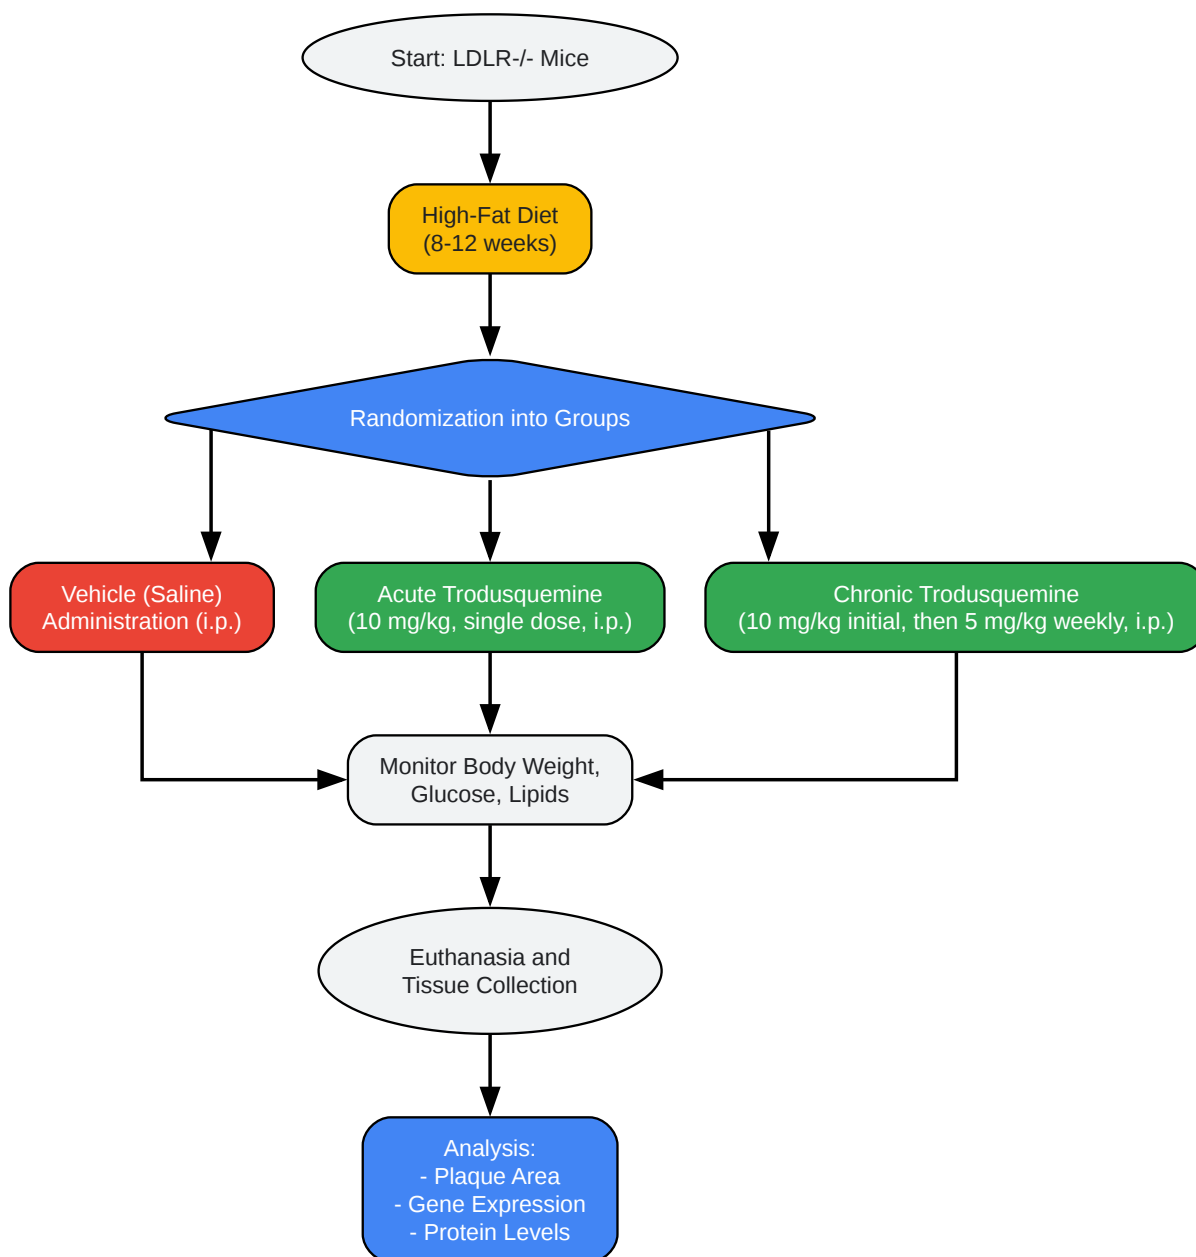 Start: LDLR-/- Mice
High-Fat Diet
(8-12 weeks)
Randomization into Groups
Vehicle (Saline)
Administration (i.p.)
Acute Trodusquemine
(10 mg/kg, single dose, i.p.)
Chronic Trodusquemine
(10 mg/kg initial, then 5 mg/kg weekly, i.p.)
Monitor Body Weight,
Glucose, Lipids
Euthanasia and
Tissue Collection
Analysis:
- Plaque Area
- Gene Expression
- Protein Levels